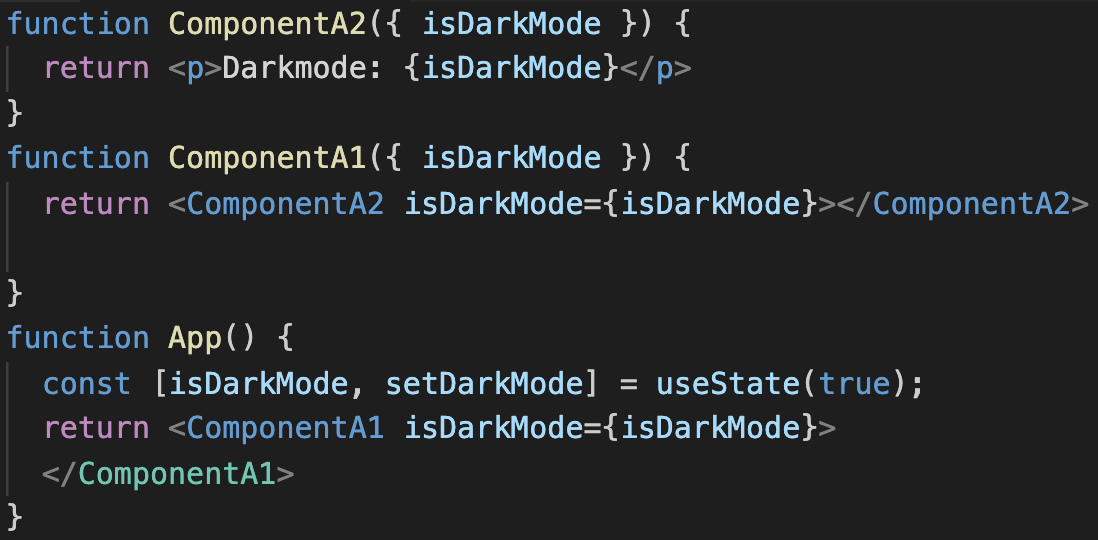 function ComponentA2({ isDarkMode }) {
  return <p>Darkmode: {isDarkMode}</p>
}
function ComponentA1({ isDarkMode }) {
  return <ComponentA2 isDarkMode={isDarkMode}></ComponentA2>

}
function App() {
  const [isDarkMode, setDarkMode] = useState(true);
  return <ComponentA1 isDarkMode={isDarkMode}>
  </ComponentA1>
}